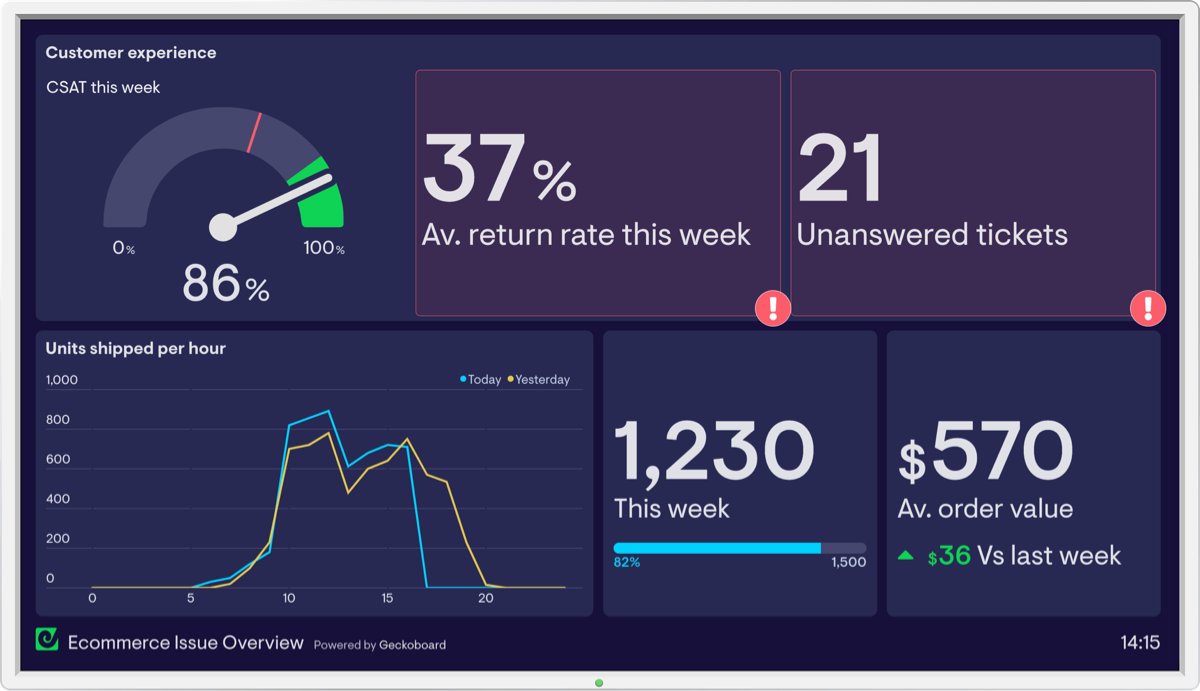 Customer experience
CSAT this week
0%
100%
86%
37%
Av. return rate this week
!
21
Unanswered tickets
!
Units shipped per hour
Today
Yesterday
1,000
800
600
400
200
0
0 5 10 15 20
1,230
This week
82%
1,500
$570
Av. order value
$36 Vs last week
Ecommerce Issue Overview
Powered by Geckoboard
14:15